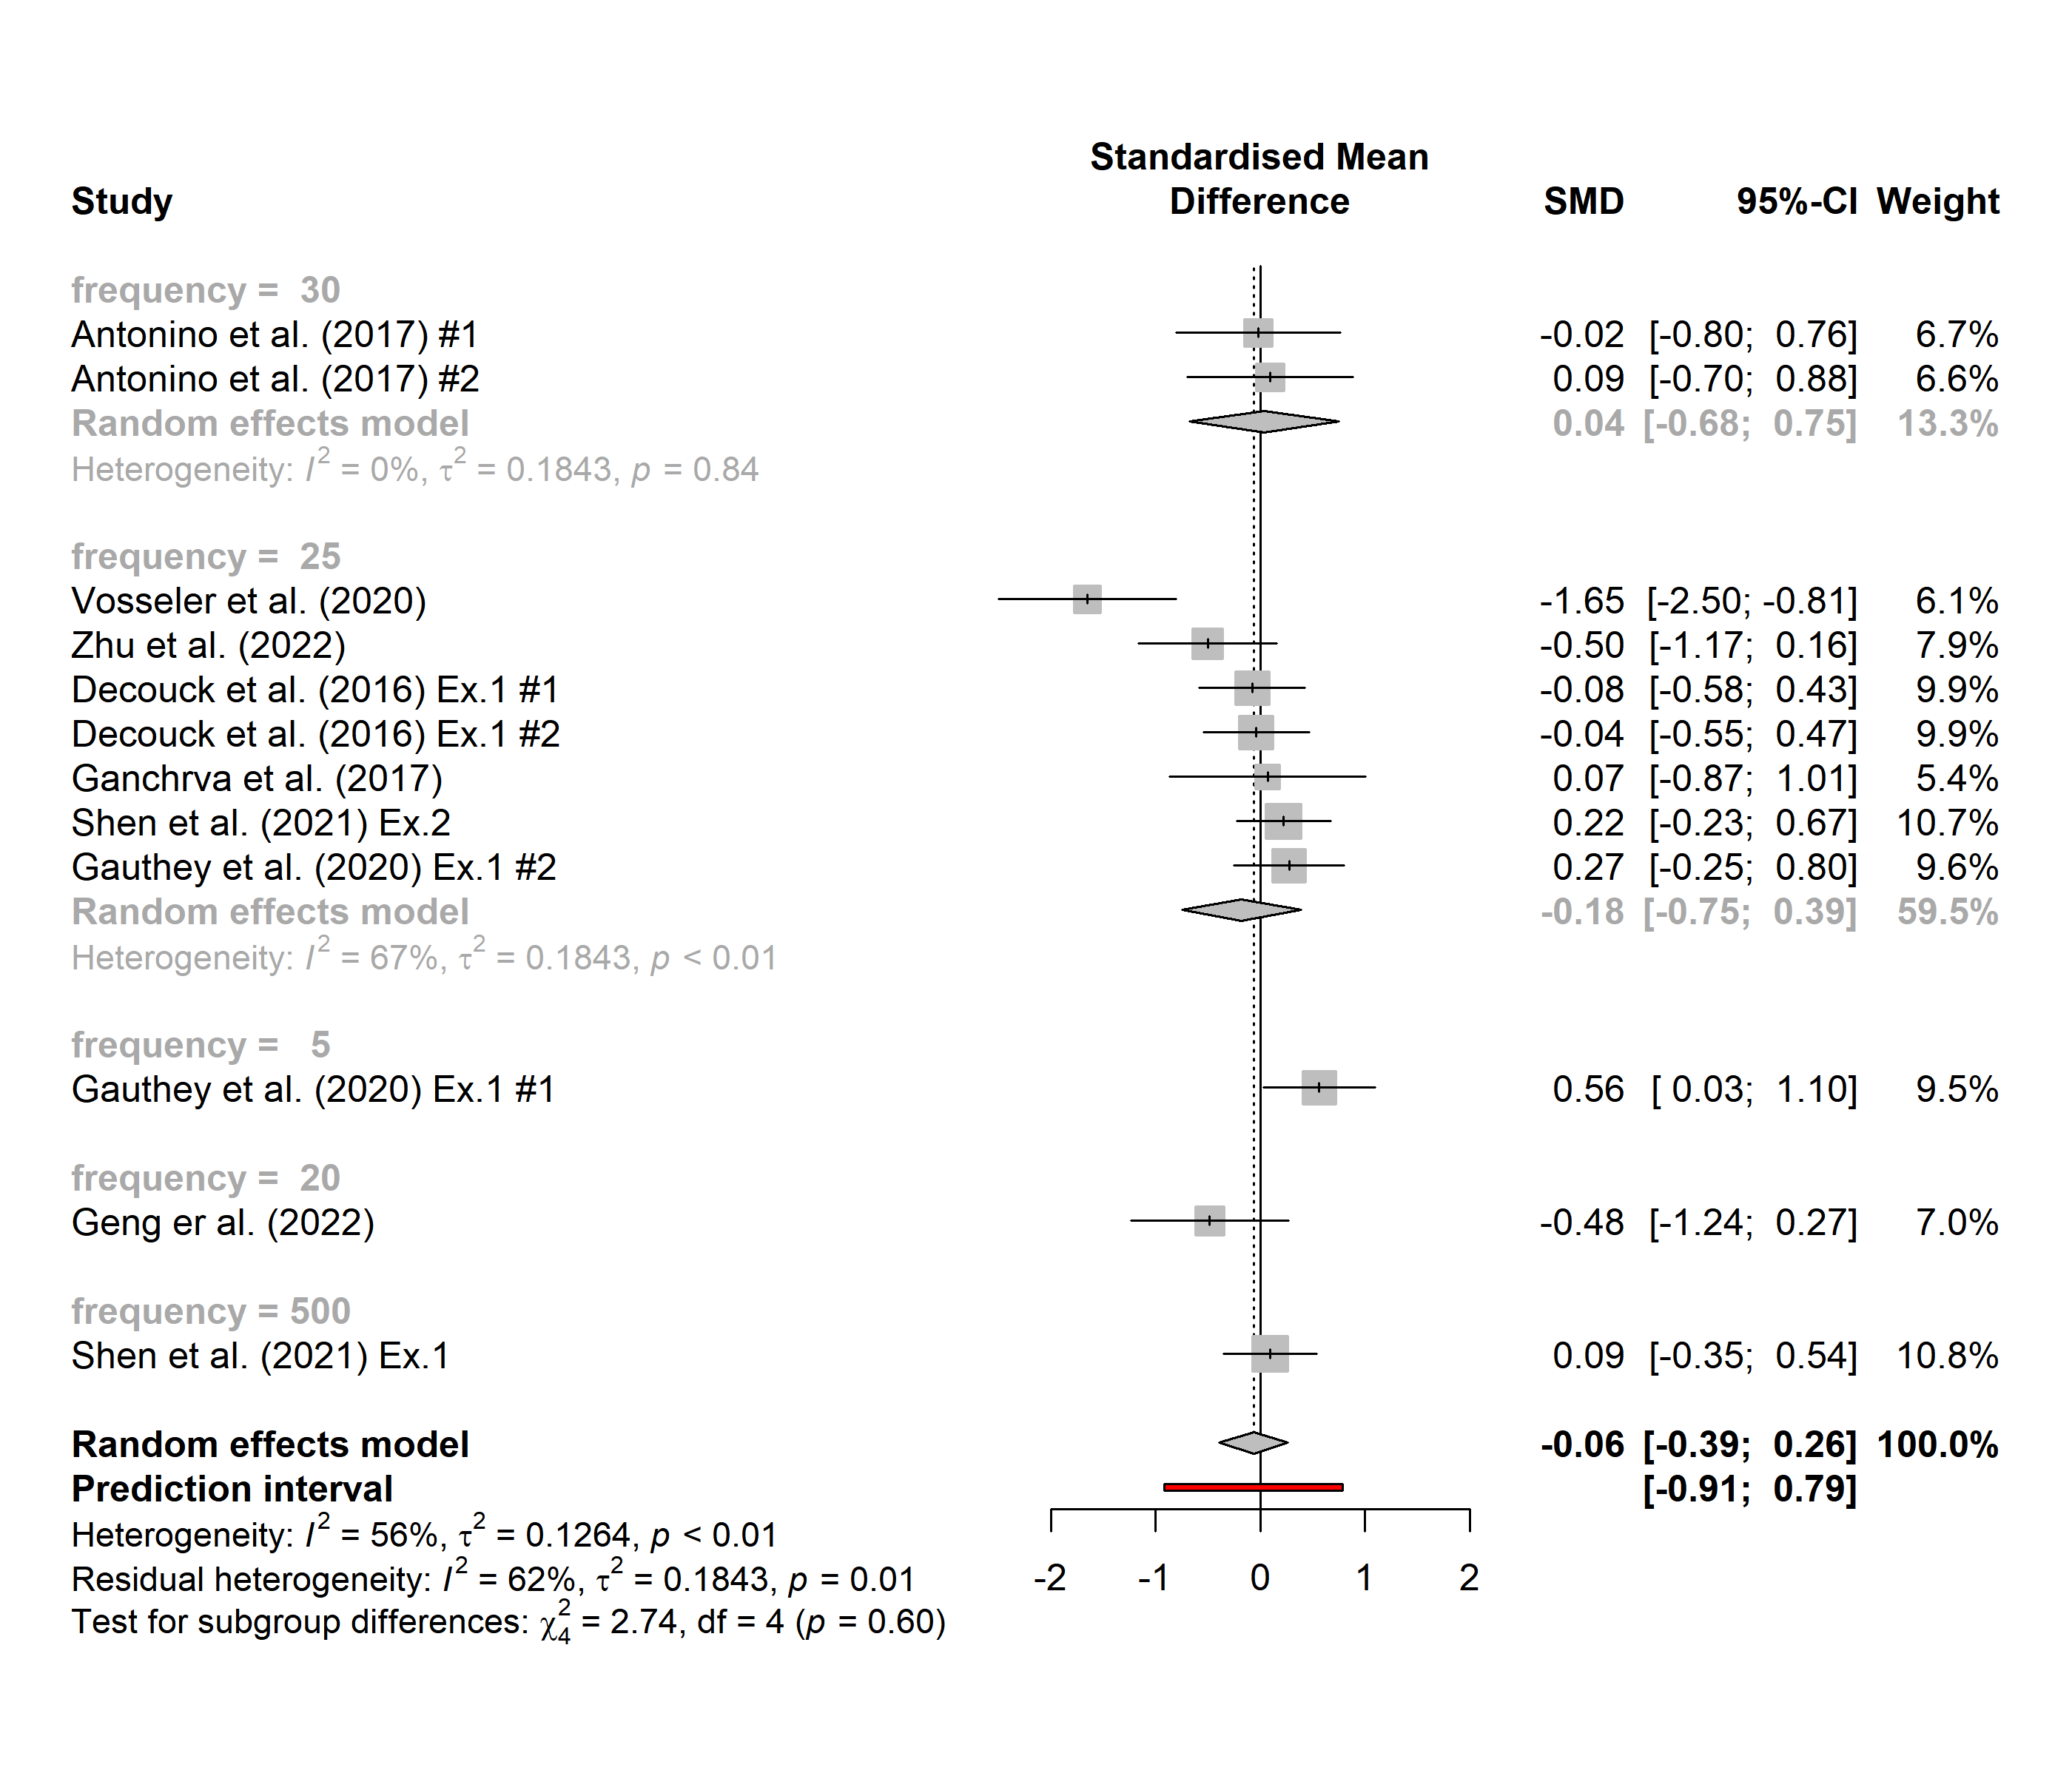 Standardised Mean
Study Difference SMD 95%-CI Weight
frequency = 30
Antonino et al. (2017) #1 -0.02 [-0.80; 0.76] 6.7%
Antonino et al. (2017) #2 0.09 [-0.70; 0.88] 6.6%
Random effects model 0.04 [-0.68; 0.75] 13.3%
Heterogeneity: I² = 0%, τ² = 0.1843, p = 0.84
frequency = 25
Vosseler et al. (2020) -1.65 [-2.50; -0.81] 6.1%
Zhu et al. (2022) -0.50 [-1.17; 0.16] 7.9%
Decouck et al. (2016) Ex.1 #1 -0.08 [-0.58; 0.43] 9.9%
Decouck et al. (2016) Ex.1 #2 -0.04 [-0.55; 0.47] 9.9%
Ganchrva et al. (2017) 0.07 [-0.87; 1.01] 5.4%
Shen et al. (2021) Ex.2 0.22 [-0.23; 0.67] 10.7%
Gauthey et al. (2020) Ex.1 #2 0.27 [-0.25; 0.80] 9.6%
Random effects model -0.18 [-0.75; 0.39] 59.5%
Heterogeneity: I² = 67%, τ² = 0.1843, p < 0.01
frequency = 5
Gauthey et al. (2020) Ex.1 #1 0.56 [ 0.03; 1.10] 9.5%
frequency = 20
Geng er al. (2022) -0.48 [-1.24; 0.27] 7.0%
frequency = 500
Shen et al. (2021) Ex.1 0.09 [-0.35; 0.54] 10.8%
Random effects model -0.06 [-0.39; 0.26] 100.0%
Prediction interval [-0.91; 0.79]
Heterogeneity: I² = 56%, τ² = 0.1264, p < 0.01
Residual heterogeneity: I² = 62%, τ² = 0.1843, p = 0.01
-2 -1 0 1 2
Test for subgroup differences: χ²₄ = 2.74, df = 4 (p = 0.60)